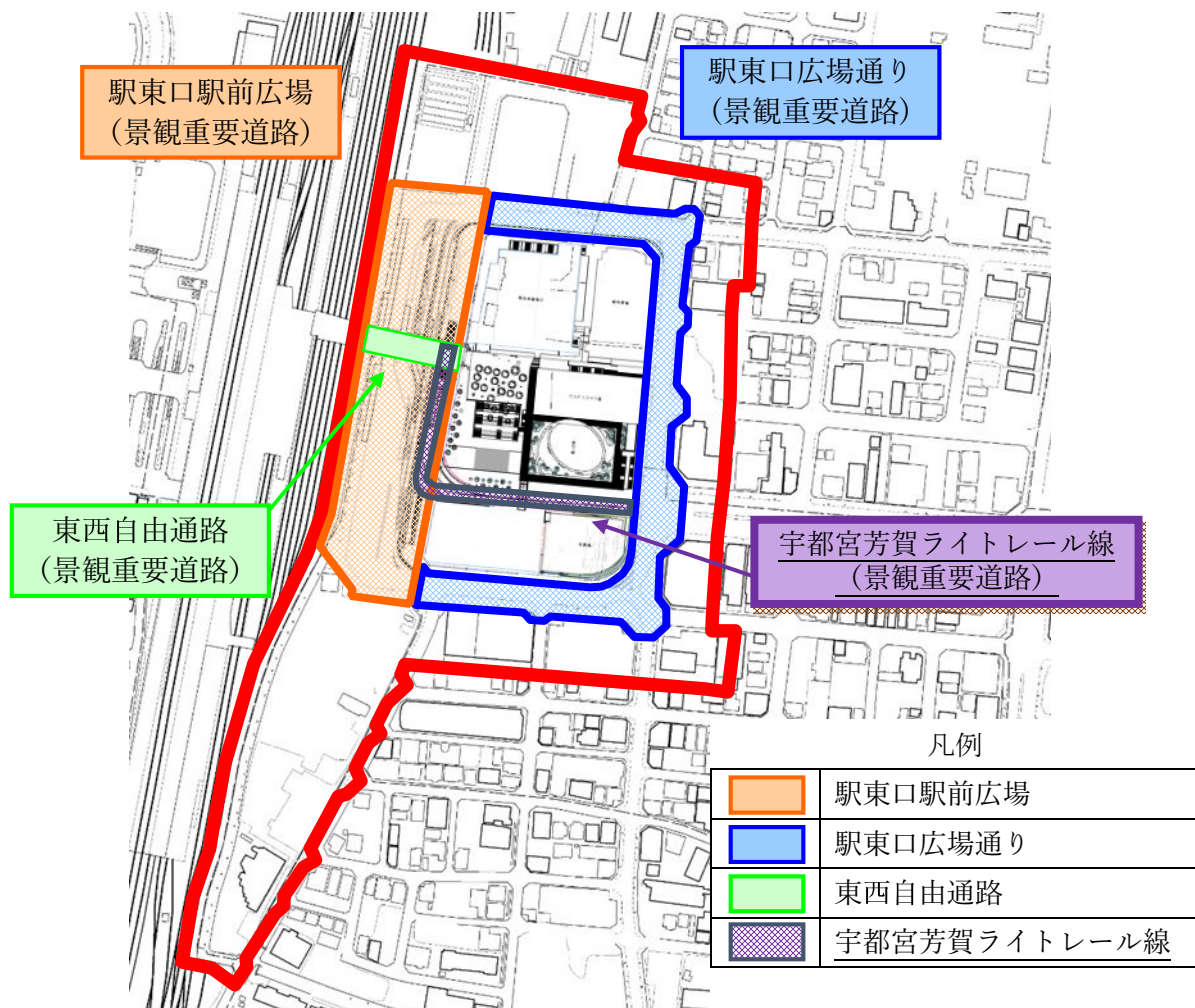 駅東口駅前広場
(景観重要道路)
駅東口広場通り
(景観重要道路)
東西自由通路
(景観重要道路)
宇都宮芳賀ライトレール線
(景観重要道路)
凡例
駅東口駅前広場
駅東口広場通り
東西自由通路
宇都宮芳賀ライトレール線